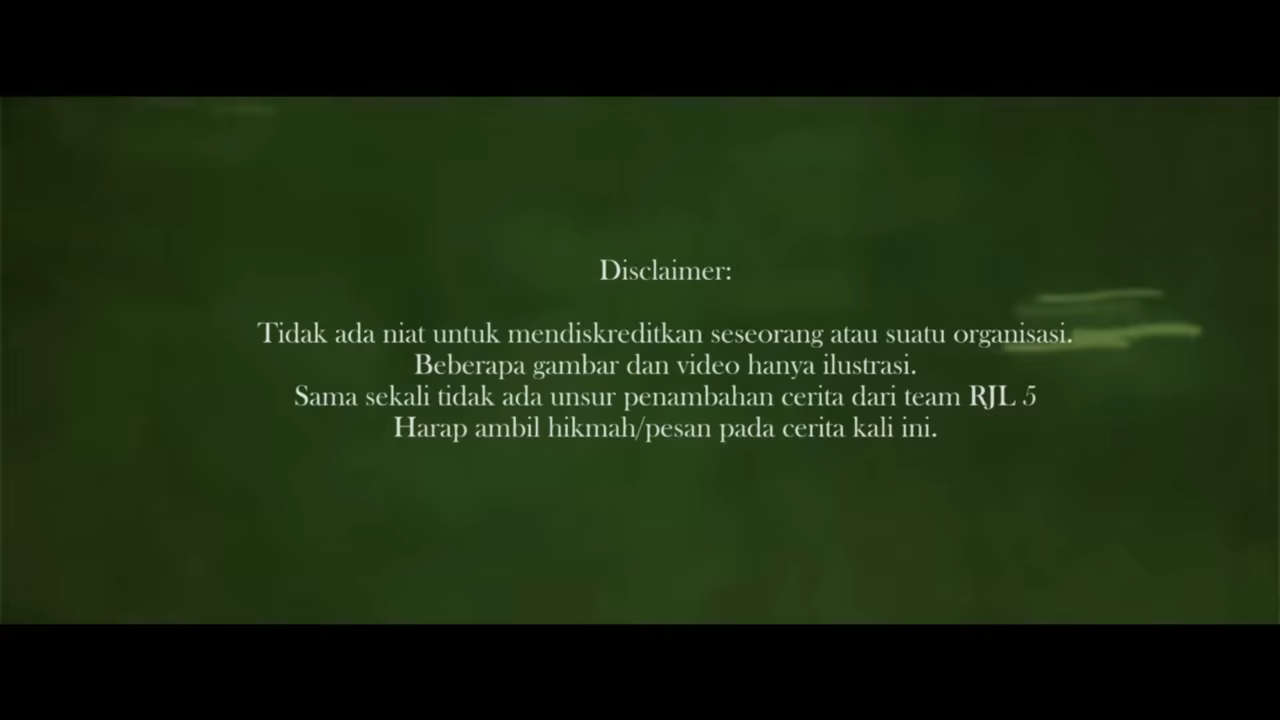 Disclaimer:
Tidak ada niat untuk mendiskreditkan seseorang atau suatu organisasi.
Beberapa gambar dan video hanya ilustrasi.
Sama sekali tidak ada unsur penambahan cerita dari team RJL 5
Harap ambil hikmah/pesan pada cerita kali ini.